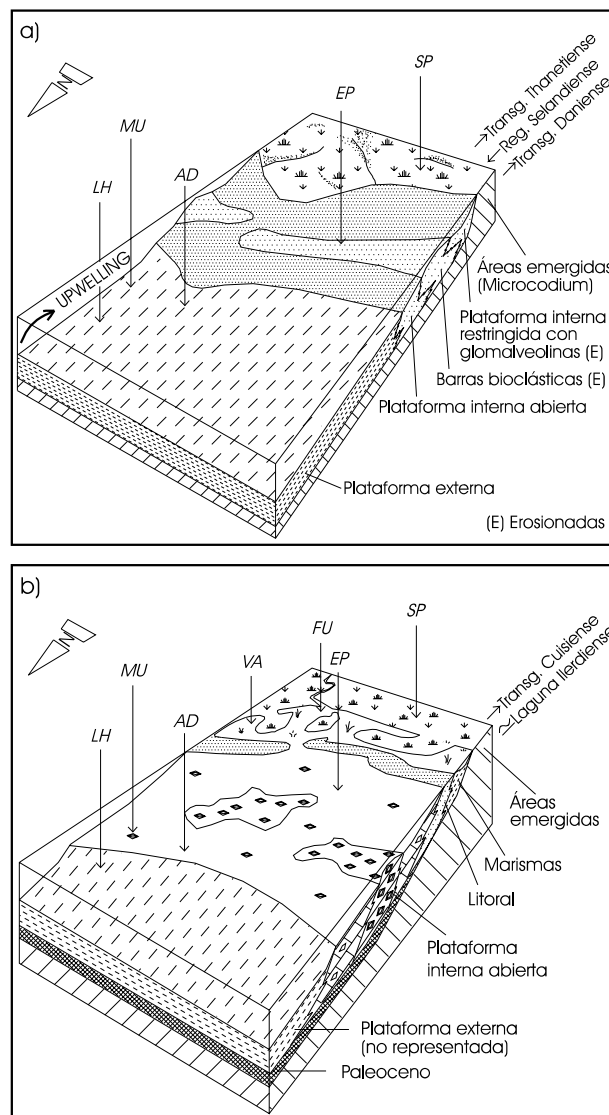 a)
N
MU
LH
AD
EP
SP
→Transg. Thanetiense
←Reg. Selandiense
→Transg. Daniense
UPWELLING
Áreas emergidas
(Microcodium)
Plataforma interna
restringida con
glomalveolinas (E)
Barras bioclásticas (E)
Plataforma interna abierta
Plataforma externa
(E) Erosionadas
b)
N
LH
MU
AD
VA
FU
EP
SP
→Transg. Cuisiense
Laguna Ilerdiense
Áreas emergidas
Marismas
Litoral
Plataforma
interna abierta
Plataforma externa
(no representada)
Paleoceno